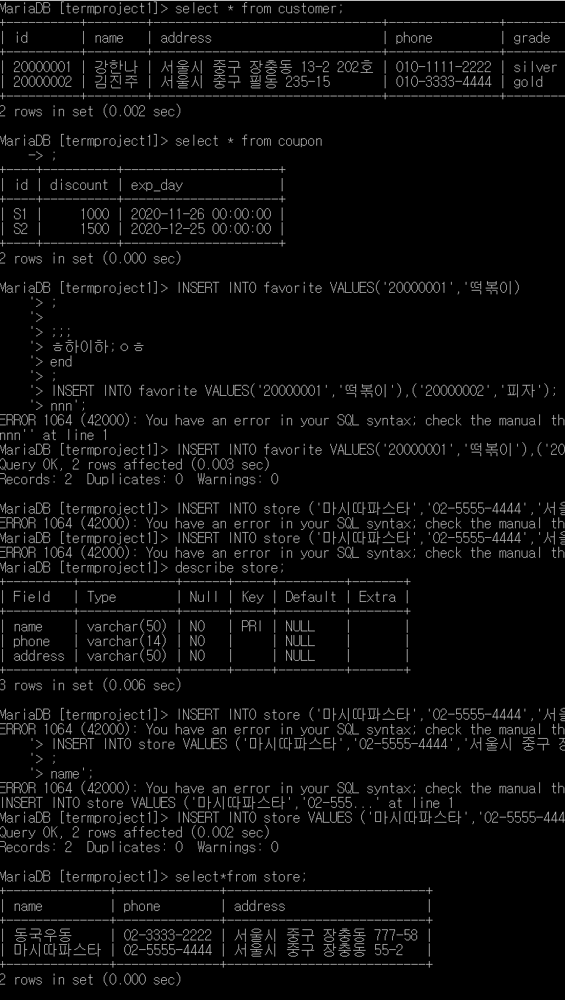 MariaDB [termproject1]> select * from customer;
| id | name | address | phone | grade
| 20000001 | 강한나 | 서울시 중구 장충동 13-2 202호 | 010-1111-2222 | silver
| 20000002 | 김진주 | 서울시 중구 필동 235-15 | 010-3333-4444 | gold
2 rows in set (0.002 sec)
MariaDB [termproject1]> select * from coupon
-> ;
| id | discount | exp_day |
| S1 | 1000 | 2020-11-26 00:00:00 |
| S2 | 1500 | 2020-12-25 00:00:00 |
2 rows in set (0.000 sec)
MariaDB [termproject1]> INSERT INTO favorite VALUES('20000001','떡볶이)
'> ;
'>
'> ;;;
'> ㅎ하이하;ㅇㅎ
'> end
'> ;
'> INSERT INTO favorite VALUES('20000001','떡볶이'),('20000002','피자');
'> nnn';
ERROR 1064 (42000): You have an error in your SQL syntax; check the manual th
nnn'' at line 1
MariaDB [termproject1]> INSERT INTO favorite VALUES('20000001','떡볶이'),('20
Query OK, 2 rows affected (0.003 sec)
Records: 2 Duplicates: 0 Warnings: 0
MariaDB [termproject1]> INSERT INTO store ('마시따파스타','02-5555-4444','서울
ERROR 1064 (42000): You have an error in your SQL syntax; check the manual th
MariaDB [termproject1]> INSERT INTO store ('마시따파스타','02-5555-4444','서울
ERROR 1064 (42000): You have an error in your SQL syntax; check the manual th
MariaDB [termproject1]> describe store;
| Field | Type | Null | Key | Default | Extra |
| name | varchar(50) | NO | PRI | NULL | |
| phone | varchar(14) | NO | | NULL | |
| address | varchar(50) | NO | | NULL | |
3 rows in set (0.006 sec)
MariaDB [termproject1]> INSERT INTO store ('마시따파스타','02-5555-4444','서울
ERROR 1064 (42000): You have an error in your SQL syntax; check the manual th
'> INSERT INTO store VALUES ('마시따파스타','02-5555-4444','서울시 중구 장
'> ;
'> name';
ERROR 1064 (42000): You have an error in your SQL syntax; check the manual th
INSERT INTO store VALUES ('마시따파스타','02-555...' at line 1
MariaDB [termproject1]> INSERT INTO store VALUES ('마시따파스타','02-5555-444
Query OK, 2 rows affected (0.002 sec)
Records: 2 Duplicates: 0 Warnings: 0
MariaDB [termproject1]> select*from store;
| name | phone | address |
| 동국우동 | 02-3333-2222 | 서울시 중구 장충동 777-58 |
| 마시따파스타 | 02-5555-4444 | 서울시 중구 장충동 55-2 |
2 rows in set (0.000 sec)